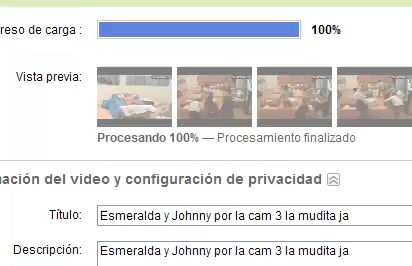 reso de carga : 100%
Vista previa:
Procesando 100% — Procesamiento finalizado
nación del video y configuración de privacidad
Título: Esmeralda y Johnny por la cam 3 la mudita ja
Descripción: Esmeralda y Johnny por la cam 3 la mudita ja